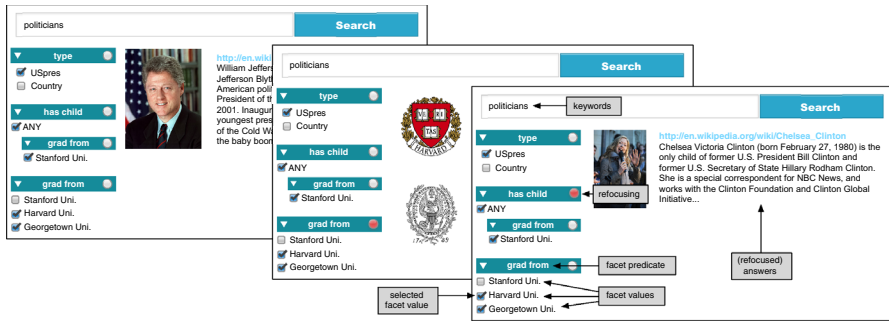 politicians
Search
type
USpres
Country
has child
ANY
grad from
Stanford Uni.
grad from
Stanford Uni.
Harvard Uni.
Georgetown Uni.
http://en.wiki
William Jeffers
Jefferson Blyt
American poli
President of th
2001. Inaugur
youngest pres
of the Cold Wa
the baby boor
politicians
Search
type
USpres
Country
has child
ANY
grad from
Stanford Uni.
grad from
Stanford Uni.
Harvard Uni.
Georgetown Uni.
VE RI
TAS
HARVARD
politicians
Search
keywords
type
USpres
Country
has child
ANY
grad from
Stanford Uni.
grad from
Stanford Uni.
Harvard Uni.
Georgetown Uni.
http://en.wikipedia.org/wiki/Chelsea_Clinton
Chelsea Victoria Clinton (born February 27, 1980) is the
only child of former U.S. President Bill Clinton and
former U.S. Secretary of State Hillary Rodham Clinton.
She is a special correspondent for NBC News, and
works with the Clinton Foundation and Clinton Global
Initiative...
refocusing
facet predicate
(refocused)
answers
selected
facet value
facet values